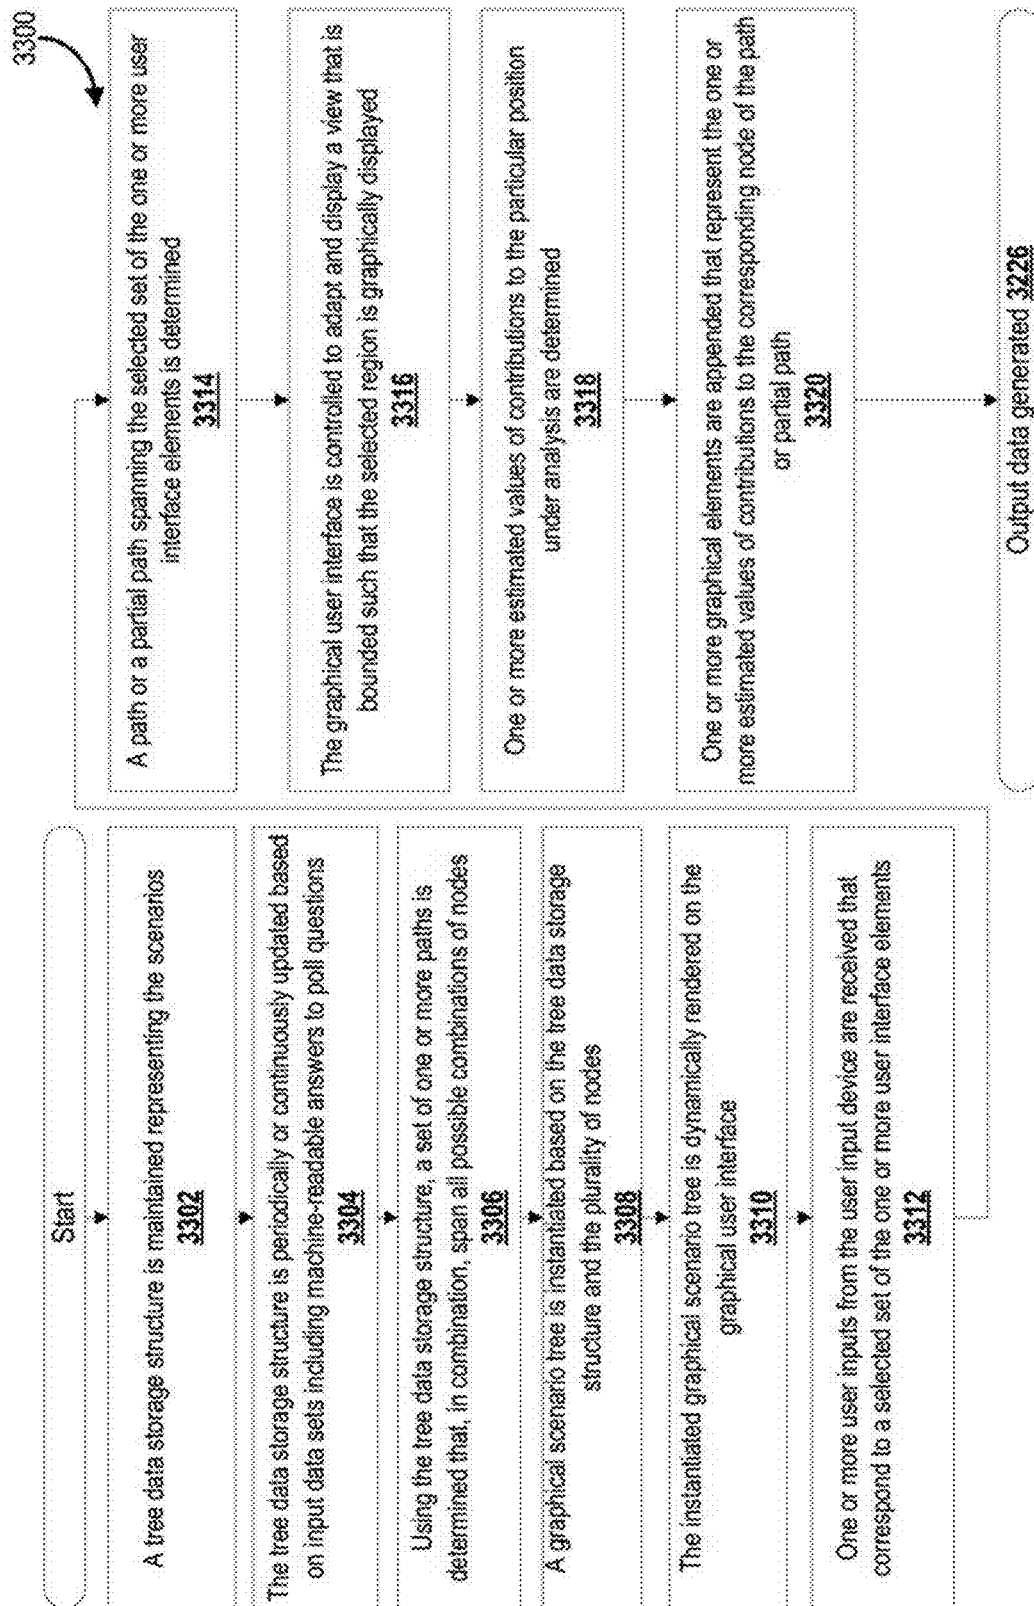 3300
Start
A tree data storage structure is maintained representing the scenarios
3302
The tree data storage structure is periodically or continuously updated based
on input data sets including machine-readable answers to poll questions
3304
Using the tree data storage structure, a set of one or more paths is
determined that, in combination, span all possible combinations of nodes
3306
A graphical scenario tree is instantiated based on the tree data storage
structure and the plurality of nodes
3308
The instantiated graphical scenario tree is dynamically rendered on the
graphical user interface
3310
One or more user inputs from the user input device are received that
correspond to a selected set of the one or more user interface elements
3312
A path or a partial path spanning the selected set of the one or more user
interface elements is determined
3314
The graphical user interface is controlled to adapt and display a view that is
bounded such that the selected region is graphically displayed
3316
One or more estimated values of contributions to the particular position
under analysis are determined
3318
One or more graphical elements are appended that represent the one or
more estimated values of contributions to the corresponding node of the path
or partial path
3320
Output data generated 3226